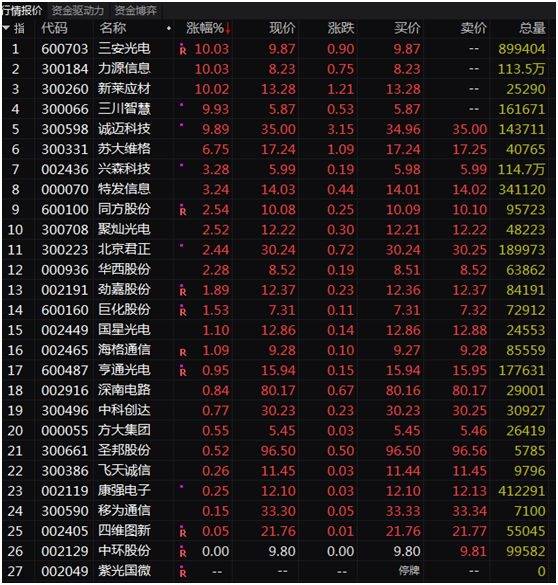 行情报价 资金驱动力 资金博弈
指 代码 名称 涨幅%↓ 现价 涨跌 买价 卖价 总量
1 600703 三安光电 R 10.03 9.87 0.90 9.87 -- 899404
2 300184 力源信息 10.03 8.23 0.75 8.23 -- 113.5万
3 300260 新莱应材 10.02 13.28 1.21 13.28 -- 25290
4 300066 三川智慧 9.93 5.87 0.53 5.87 -- 161671
5 300598 诚迈科技 9.89 35.00 3.15 34.96 35.00 143711
6 300331 苏大维格 6.75 17.24 1.09 17.24 17.25 40765
7 002436 兴森科技 3.28 5.99 0.19 5.98 5.99 114.7万
8 000070 特发信息 3.24 14.03 0.44 14.01 14.02 341120
9 600100 同方股份 R 2.54 10.08 0.25 10.09 10.10 95723
10 300708 聚灿光电 2.52 12.22 0.30 12.21 12.22 48223
11 300223 北京君正 2.44 30.24 0.72 30.24 30.25 189973
12 000936 华西股份 2.28 8.52 0.19 8.51 8.52 63862
13 002191 劲嘉股份 R 1.89 12.37 0.23 12.36 12.37 84191
14 600160 巨化股份 R 1.53 7.31 0.11 7.31 7.32 72912
15 002449 国星光电 1.10 12.86 0.14 12.86 12.88 24553
16 002465 海格通信 R 1.09 9.28 0.10 9.27 9.28 85559
17 600487 亨通光电 R 0.95 15.94 0.15 15.94 15.95 177631
18 002916 深南电路 0.84 80.17 0.67 80.16 80.17 29001
19 300496 中科创达 0.77 30.23 0.23 30.23 30.25 30927
20 000055 方大集团 0.55 5.45 0.03 5.45 5.46 26419
21 300661 圣邦股份 0.52 96.50 0.50 96.50 96.56 5785
22 300386 飞天诚信 0.26 11.45 0.03 11.44 11.45 9796
23 002119 康强电子 0.25 12.10 0.03 12.10 12.13 412291
24 300590 移为通信 0.15 33.30 0.05 33.33 33.34 7100
25 002405 四维图新 R 0.05 21.76 0.01 21.76 21.77 55045
26 002129 中环股份 R 0.00 9.80 0.00 9.80 9.81 99582
27 002049 紫光国微 R -- -- -- 停牌 -- 0